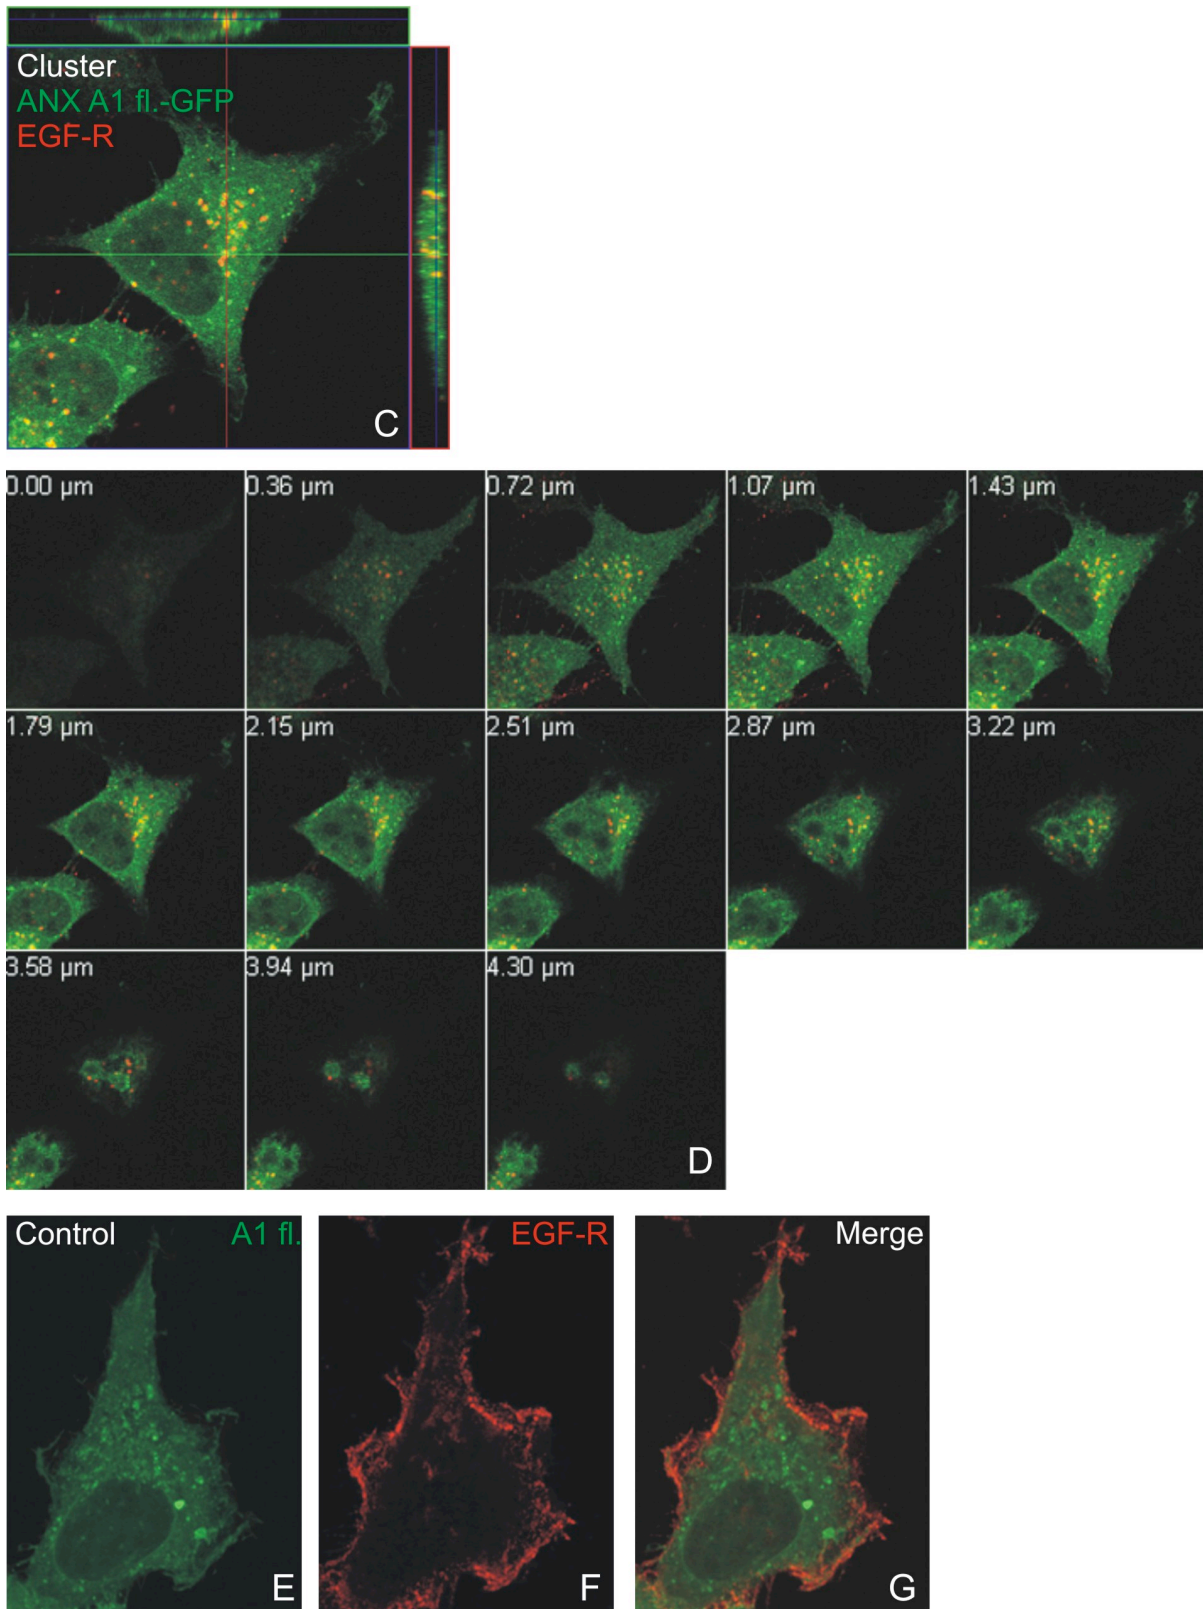 Cluster
ANX A1 fl.-GFP
EGF-R
C
0.00 µm
0.36 µm
0.72 µm
1.07 µm
1.43 µm
1.79 µm
2.15 µm
2.51 µm
2.87 µm
3.22 µm
3.58 µm
3.94 µm
4.30 µm
D
Control
A1 fl.
EGF-R
Merge
E
F
G